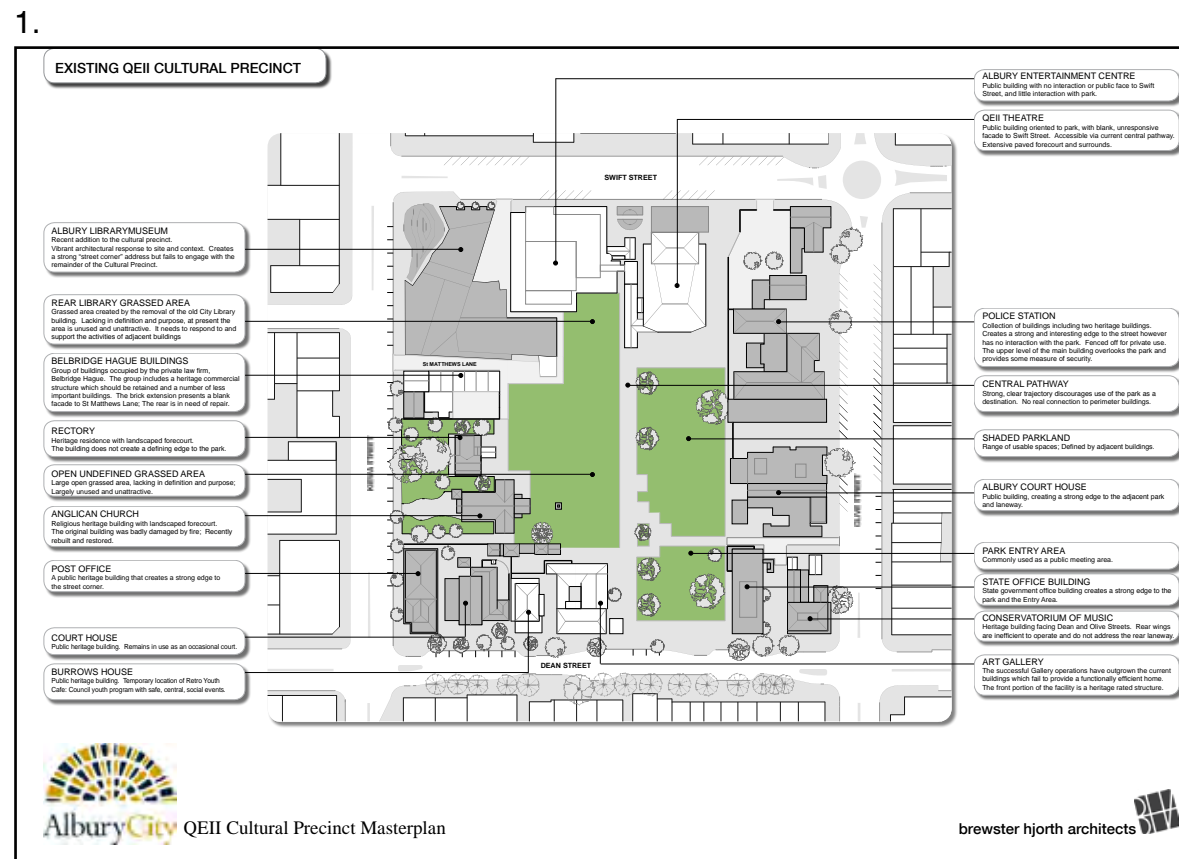 1.
EXISTING QEII CULTURAL PRECINCT
ALBURY LIBRARYMUSEUM
Recent addition to the cultural precinct.
Vibrant architectural response to site and context. Creates
a strong "street corner" address but fails to engage with the
remainder of the Cultural Precinct.
REAR LIBRARY GRASSED AREA
Grassed area created by the removal of the old City Library
building. Lacking in definition and purpose, at present the
area is unused and unattractive. It needs to respond to and
support the activities of adjacent buildings
BELBRIDGE HAGUE BUILDINGS
Group of buildings occupied by the private law firm,
Belbridge Hague. The group includes a heritage commercial
structure which should be retained and a number of less
important buildings. The brick extension presents a blank
facade to St Matthews Lane; The rear is in need of repair.
RECTORY
Heritage residence with landscaped forecourt.
The building does not create a defining edge to the park.
OPEN UNDEFINED GRASSED AREA
Large open grassed area, lacking in definition and purpose;
Largely unused and unattractive.
ANGLICAN CHURCH
Religious heritage building with landscaped forecourt.
The original building was badly damaged by fire; Recently
rebuilt and restored.
POST OFFICE
A public heritage building that creates a strong edge to
the street corner.
COURT HOUSE
Public heritage building. Remains in use as an occasional court.
BURROWS HOUSE
Public heritage building. Temporary location of Retro Youth
Cafe: Council youth program with safe, central, social events.
SWIFT STREET
St MATTHEWS LANE
KIEWA STREET
OLIVE STREET
DEAN STREET
ALBURY ENTERTAINMENT CENTRE
Public building with no interaction or public face to Swift
Street, and little interaction with park.
QEII THEATRE
Public building oriented to park, with blank, unresponsive
facade to Swift Street. Accessible via current central pathway.
Extensive paved forecourt and surrounds.
POLICE STATION
Collection of buildings including two heritage buildings.
Creates a strong and interesting edge to the street however
has no interaction with the park. Fenced off for private use.
The upper level of the main building overlooks the park and
provides some measure of security.
CENTRAL PATHWAY
Strong, clear trajectory discourages use of the park as a
destination. No real connection to perimeter buildings.
SHADED PARKLAND
Range of usable spaces; Defined by adjacent buildings.
ALBURY COURT HOUSE
Public building, creating a strong edge to the adjacent park
and laneway.
PARK ENTRY AREA
Commonly used as a public meeting area.
STATE OFFICE BUILDING
State government office building creates a strong edge to the
park and the Entry Area.
CONSERVATORIUM OF MUSIC
Heritage building facing Dean and Olive Streets. Rear wings
are inefficient to operate and do not address the rear laneway.
ART GALLERY
The successful Gallery operations have outgrown the current
buildings which fail to provide a functionally efficient home.
The front portion of the facility is a heritage rated structure.
AlburyCity QEII Cultural Precinct Masterplan
brewster hjorth architects BHA